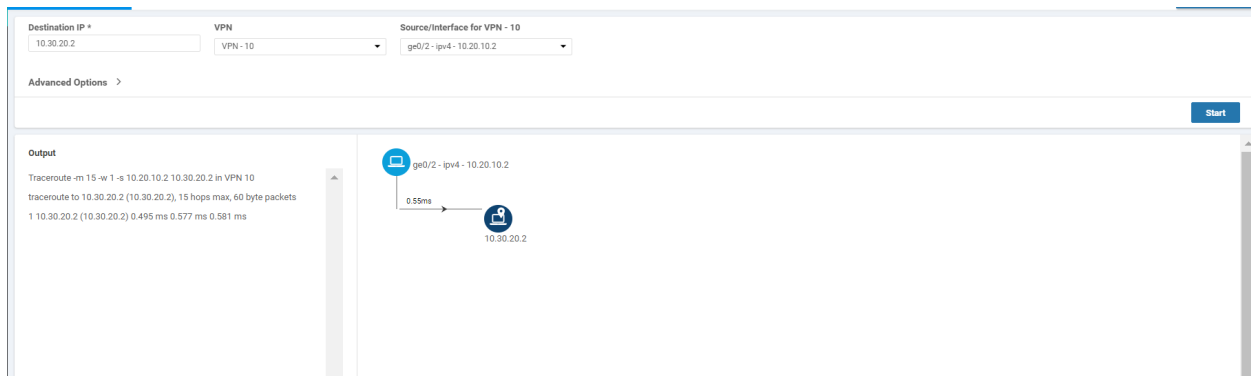 Destination IP *
VPN
Source/Interface for VPN - 10
10.30.20.2
VPN - 10
ge0/2 - ipv4 - 10.20.10.2
Advanced Options >
Start
Output
Traceroute -m 15 -w 1 -s 10.20.10.2 10.30.20.2 in VPN 10
traceroute to 10.30.20.2 (10.30.20.2), 15 hops max, 60 byte packets
1 10.30.20.2 (10.30.20.2) 0.495 ms 0.577 ms 0.581 ms
ge0/2 - ipv4 - 10.20.10.2
0.55ms
10.30.20.2